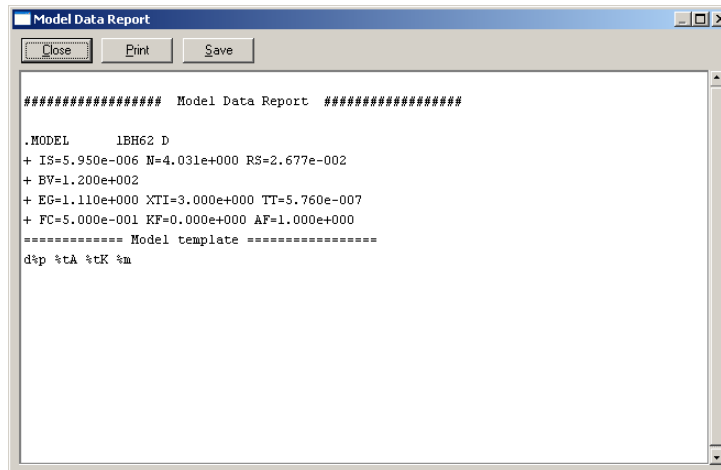 Model Data Report
Close Print Save
################## Model Data Report ##################
.MODEL 1BH62 D
+ IS=5.950e-006 N=4.031e+000 RS=2.677e-002
+ BV=1.200e+002
+ EG=1.110e+000 XTI=3.000e+000 TT=5.760e-007
+ FC=5.000e-001 KF=0.000e+000 AF=1.000e+000
============= Model template =================
d%p %tA %tK %m